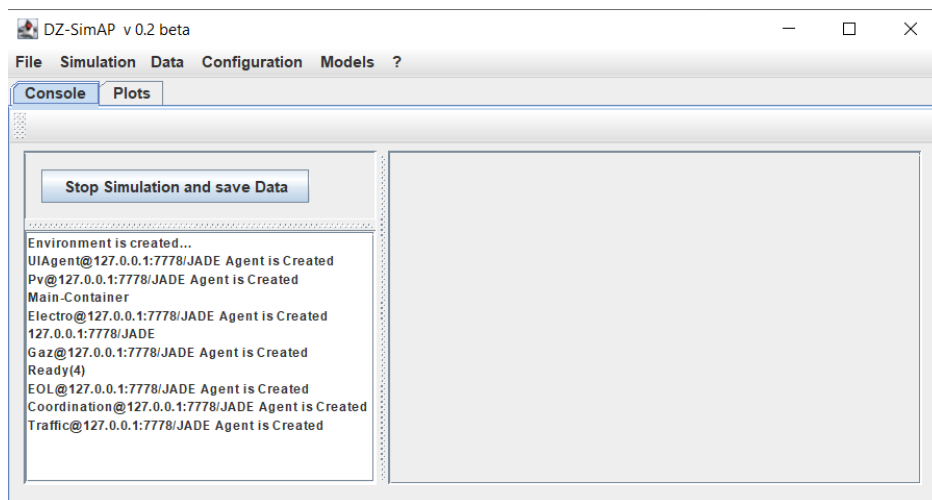 DZ-SimAP v 0.2 beta
File Simulation Data Configuration Models ?
Console Plots
Stop Simulation and save Data
Environment is created...
UIAgent@127.0.0.1:7778/JADE Agent is Created
Pv@127.0.0.1:7778/JADE Agent is Created
Main-Container
Electro@127.0.0.1:7778/JADE Agent is Created
127.0.0.1:7778/JADE
Gaz@127.0.0.1:7778/JADE Agent is Created
Ready(4)
EOL@127.0.0.1:7778/JADE Agent is Created
Coordination@127.0.0.1:7778/JADE Agent is Created
Traffic@127.0.0.1:7778/JADE Agent is Created